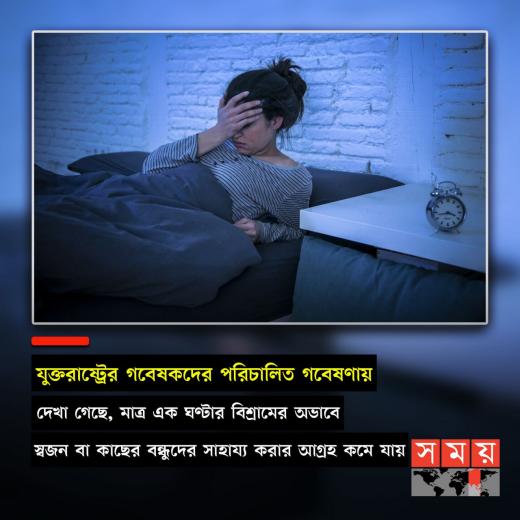 যুক্তরাষ্ট্রের গবেষকদের পরিচালিত গবেষণায়
দেখা গেছে, মাত্র এক ঘণ্টার বিশ্রামের অভাবে
স্বজন বা কাছের বন্ধুদের সাহায্য করার আগ্রহ কমে যায়
সময়